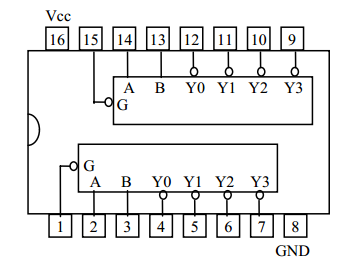 Vcc
16 15 14 13 12 11 10 9
A B Y0 Y1 Y2 Y3
G
G
A B Y0 Y1 Y2 Y3
1 2 3 4 5 6 7 8
GND